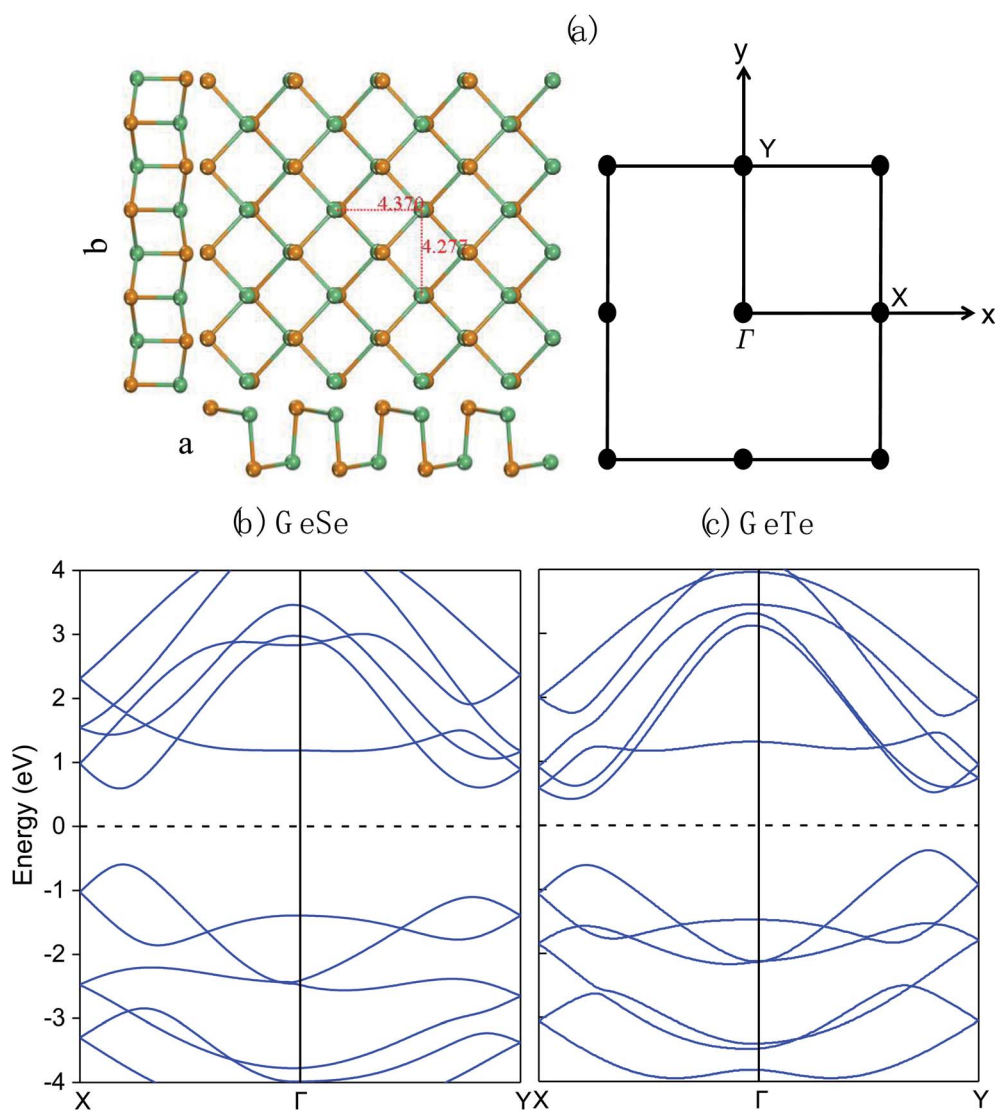 (a)
y
Y
4.370
4.277
b
X
x
Γ
a
(b) GeSe
(c) GeTe
Energy (eV)
4
3
2
1
0
-1
-2
-3
-4
X
Γ
Y
X
Γ
Y